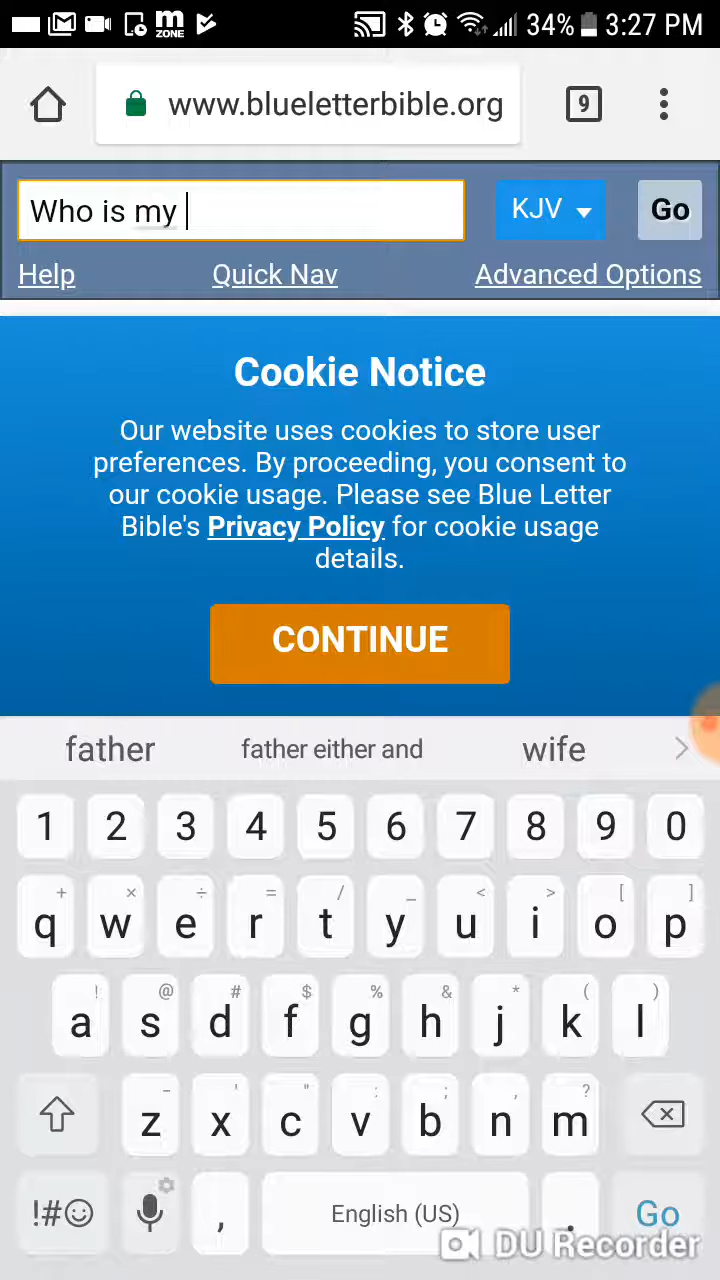 m ZONE 34% 3:27 PM
www.blueletterbible.org 9
Who is my KJV Go
Help Quick Nav Advanced Options
Cookie Notice
Our website uses cookies to store user
preferences. By proceeding, you consent to
our cookie usage. Please see Blue Letter
Bible's Privacy Policy for cookie usage
details.
CONTINUE
father father either and wife >
1 2 3 4 5 6 7 8 9 0
+ × ÷ = / _ < > [ ]
q w e r t y u i o p
! @ # $ % & * ( )
a s d f g h j k l
- ' " : ; , ?
z x c v b n m
!#☺ , English (US) . Go
DU Recorder